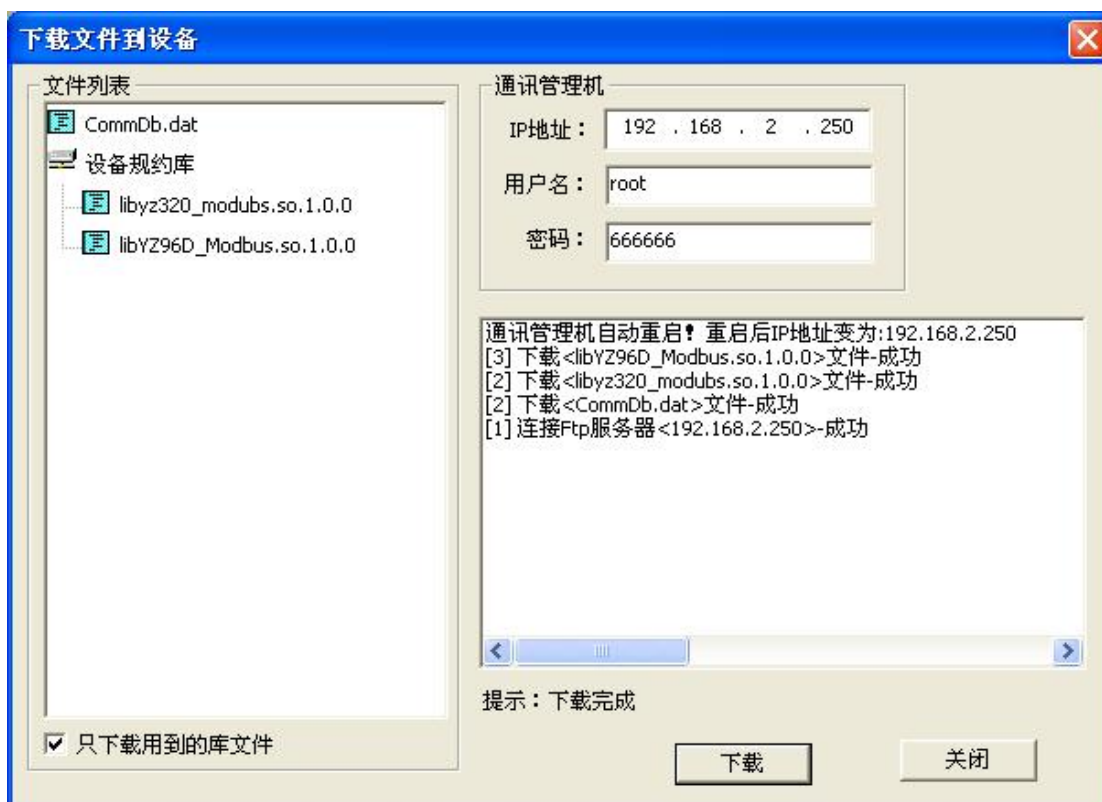 下载文件到设备
文件列表
CommDb.dat
设备规约库
libyz320_modubs.so.1.0.0
libYZ96D_Modbus.so.1.0.0
只下载用到的库文件
通讯管理机
IP地址： 192 . 168 . 2 . 250
用户名： root
密码： 666666
通讯管理机自动重启！重启后IP地址变为:192.168.2.250
[3] 下载<libYZ96D_Modbus.so.1.0.0>文件-成功
[2] 下载<libyz320_modubs.so.1.0.0>文件-成功
[2] 下载<CommDb.dat>文件-成功
[1] 连接Ftp服务器<192.168.2.250>-成功
提示：下载完成
下载
关闭